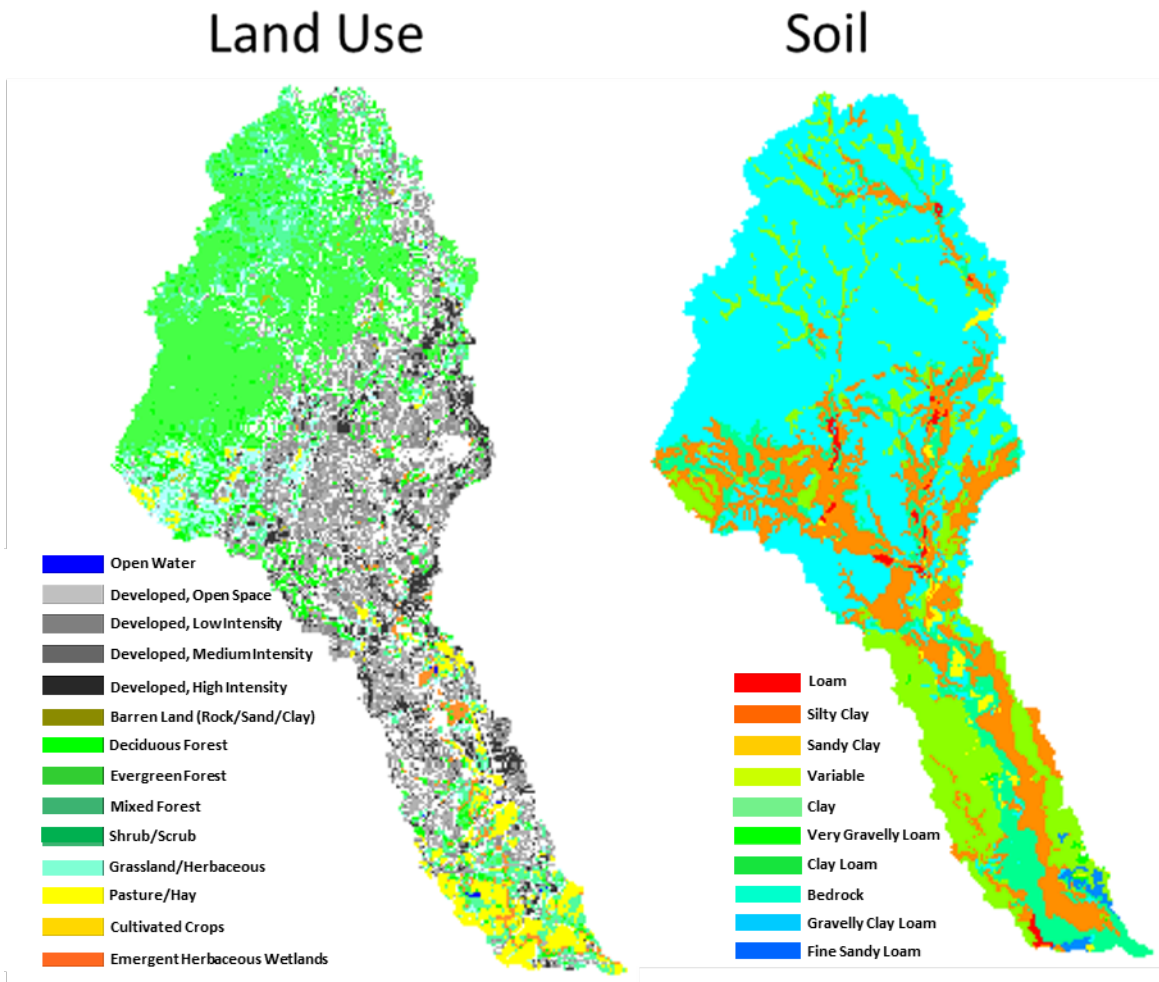 Land Use
Soil
Open Water
Developed, Open Space
Developed, Low Intensity
Developed, Medium Intensity
Developed, High Intensity
Barren Land (Rock/Sand/Clay)
Deciduous Forest
Evergreen Forest
Mixed Forest
Shrub/Scrub
Grassland/Herbaceous
Pasture/Hay
Cultivated Crops
Emergent Herbaceous Wetlands
Loam
Silty Clay
Sandy Clay
Variable
Clay
Very Gravelly Loam
Clay Loam
Bedrock
Gravelly Clay Loam
Fine Sandy Loam